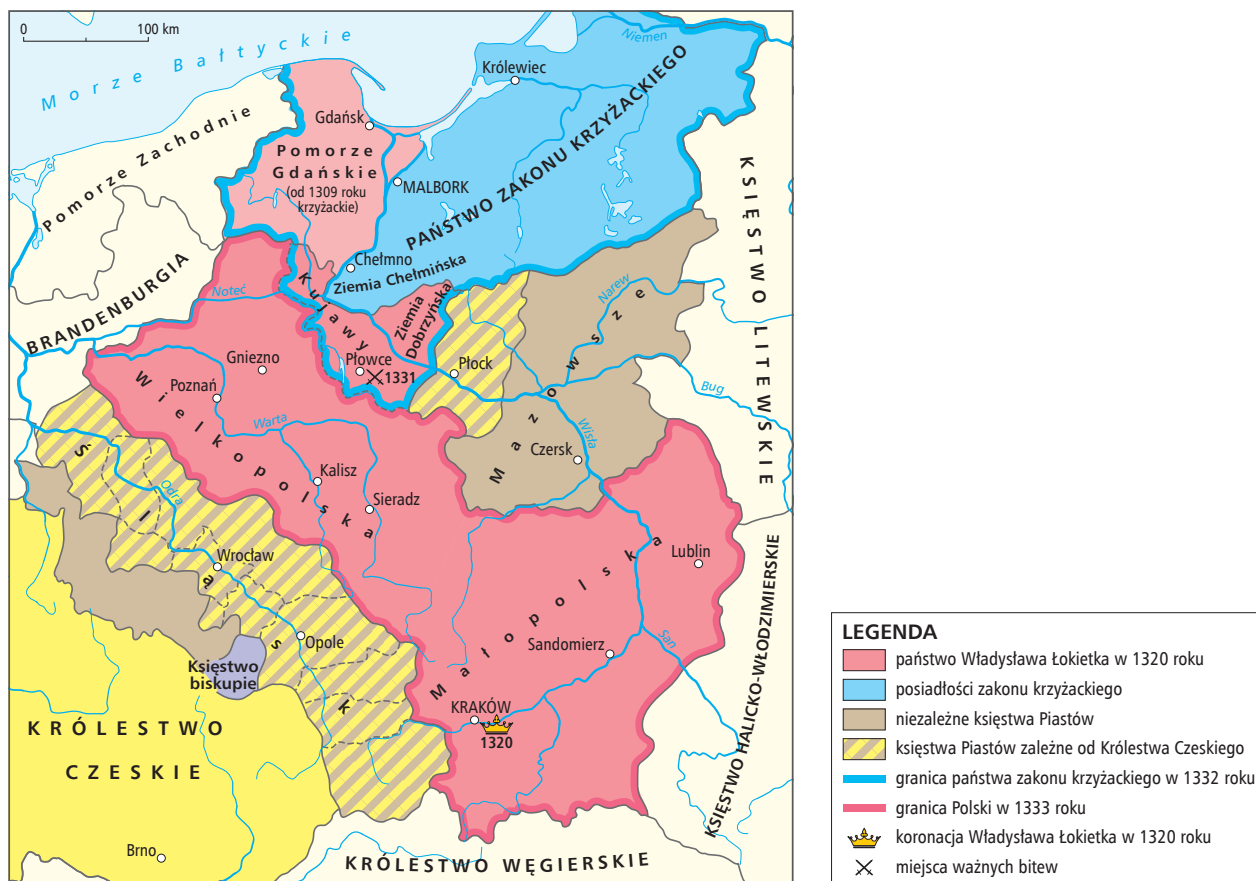 0 100 km
Morze Bałtyckie
Niemen
Królewiec
Pomorze Zachodnie
Gdańsk
Pomorze
Gdańskie
(od 1309 roku
krzyżackie)
MALBORK
PAŃSTWO ZAKONU KRZYŻACKIEGO
KSIĘSTWO LITEWSKIE
Chełmno
Ziemia Chełmińska
BRANDENBURGIA
Noteć
Kujawy
Ziemia
Dobrzyńska
Narew
Mazowsze
Gniezno
Płowce
1331
Płock
Poznań
Bug
Wielkopolska
Warta
Wisła
Czersk
Śląsk
Kalisz
Odra
Sieradz
Wrocław
Małopolska
Lublin
KSIĘSTWO HALICKO-WŁODZIMIERSKIE
Opole
Sandomierz
San
Księstwo
biskupie
KRAKÓW
1320
KRÓLESTWO
CZESKIE
Brno
KRÓLESTWO WĘGIERSKIE
LEGENDA
państwo Władysława Łokietka w 1320 roku
posiadłości zakonu krzyżackiego
niezależne księstwa Piastów
księstwa Piastów zależne od Królestwa Czeskiego
granica państwa zakonu krzyżackiego w 1332 roku
granica Polski w 1333 roku
koronacja Władysława Łokietka w 1320 roku
miejsca ważnych bitew